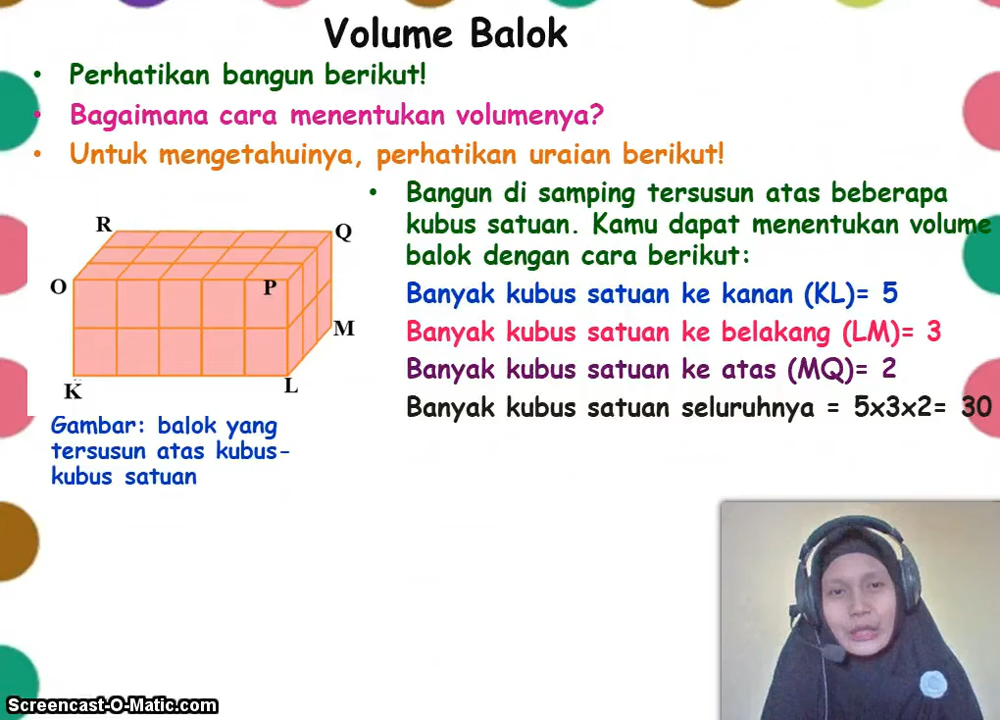 Volume Balok
• Perhatikan bangun berikut!
• Bagaimana cara menentukan volumenya?
• Untuk mengetahuinya, perhatikan uraian berikut!
• Bangun di samping tersusun atas beberapa
kubus satuan. Kamu dapat menentukan volume
balok dengan cara berikut:
Banyak kubus satuan ke kanan (KL)= 5
Banyak kubus satuan ke belakang (LM)= 3
Banyak kubus satuan ke atas (MQ)= 2
Banyak kubus satuan seluruhnya = 5x3x2= 30
R
Q
O
P
M
K
L
Gambar: balok yang
tersusun atas kubus-
kubus satuan
Screencast-O-Matic.com